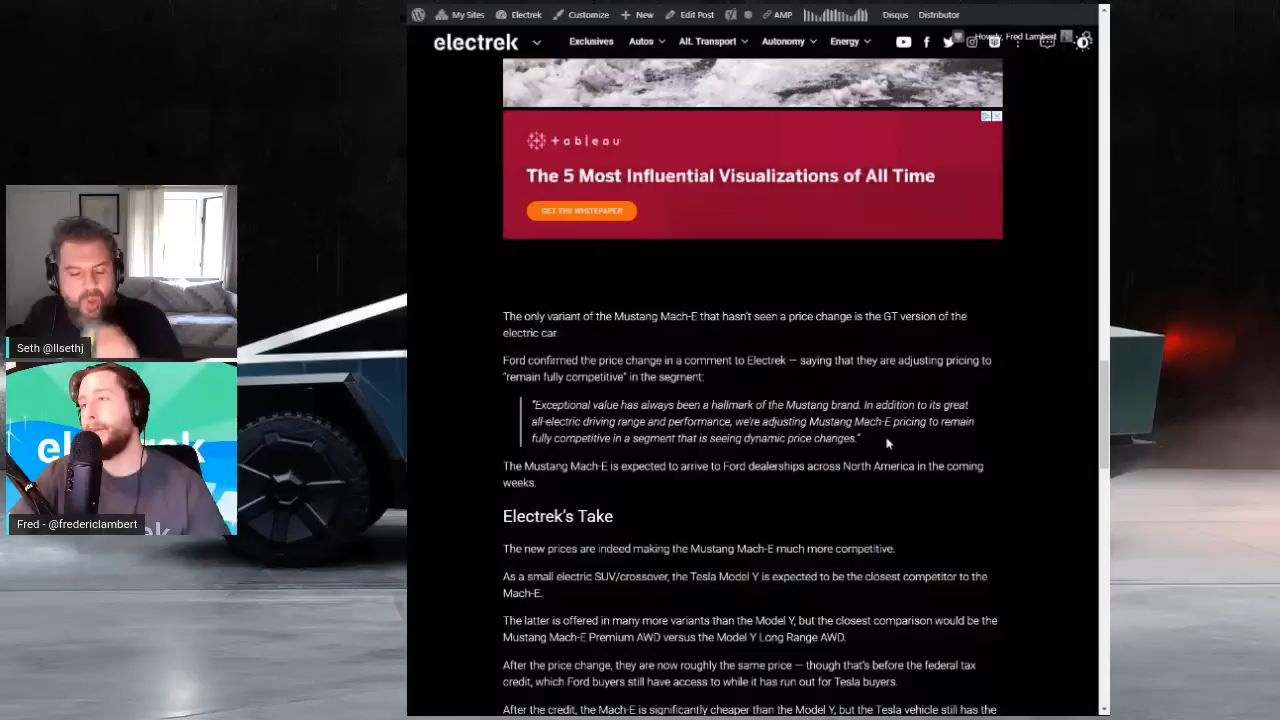 My Sites Electrek Customize New Edit Post AMP Disqus Distributor
electrek Exclusives Autos Alt. Transport Autonomy Energy Howdy, Fred Lambert
+ a b l e a u
The 5 Most Influential Visualizations of All Time
GET THE WHITEPAPER
The only variant of the Mustang Mach-E that hasn't seen a price change is the GT version of the
electric car.
Ford confirmed the price change in a comment to Electrek — saying that they are adjusting pricing to
"remain fully competitive" in the segment:
"Exceptional value has always been a hallmark of the Mustang brand. In addition to its great
all-electric driving range and performance, we're adjusting Mustang Mach-E pricing to remain
fully competitive in a segment that is seeing dynamic price changes."
The Mustang Mach-E is expected to arrive to Ford dealerships across North America in the coming
weeks.
Electrek's Take
The new prices are indeed making the Mustang Mach-E much more competitive.
As a small electric SUV/crossover, the Tesla Model Y is expected to be the closest competitor to the
Mach-E.
The latter is offered in many more variants than the Model Y, but the closest comparison would be the
Mustang Mach-E Premium AWD versus the Model Y Long Range AWD.
After the price change, they are now roughly the same price — though that's before the federal tax
credit, which Ford buyers still have access to while it has run out for Tesla buyers.
After the credit, the Mach-E is significantly cheaper than the Model Y, but the Tesla vehicle still has the
Seth @llsethj
Fred - @fredericlambert